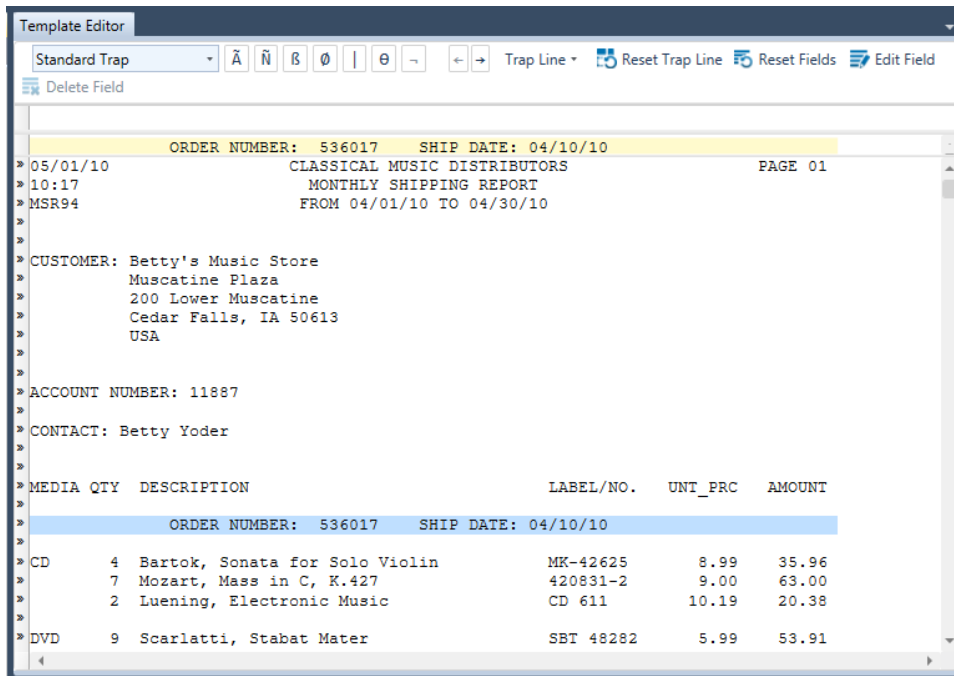 Template Editor
Standard Trap Ã Ñ ß Ø | θ ¬ ← → Trap Line Reset Trap Line Reset Fields Edit Field
Delete Field
ORDER NUMBER: 536017 SHIP DATE: 04/10/10
» 05/01/10 CLASSICAL MUSIC DISTRIBUTORS PAGE 01
» 10:17 MONTHLY SHIPPING REPORT
» MSR94 FROM 04/01/10 TO 04/30/10
»
»
» CUSTOMER: Betty's Music Store
» Muscatine Plaza
» 200 Lower Muscatine
» Cedar Falls, IA 50613
» USA
»
»
» ACCOUNT NUMBER: 11887
»
» CONTACT: Betty Yoder
»
»
» MEDIA QTY DESCRIPTION LABEL/NO. UNT_PRC AMOUNT
»
» ORDER NUMBER: 536017 SHIP DATE: 04/10/10
»
» CD 4 Bartok, Sonata for Solo Violin MK-42625 8.99 35.96
» 7 Mozart, Mass in C, K.427 420831-2 9.00 63.00
» 2 Luening, Electronic Music CD 611 10.19 20.38
»
» DVD 9 Scarlatti, Stabat Mater SBT 48282 5.99 53.91